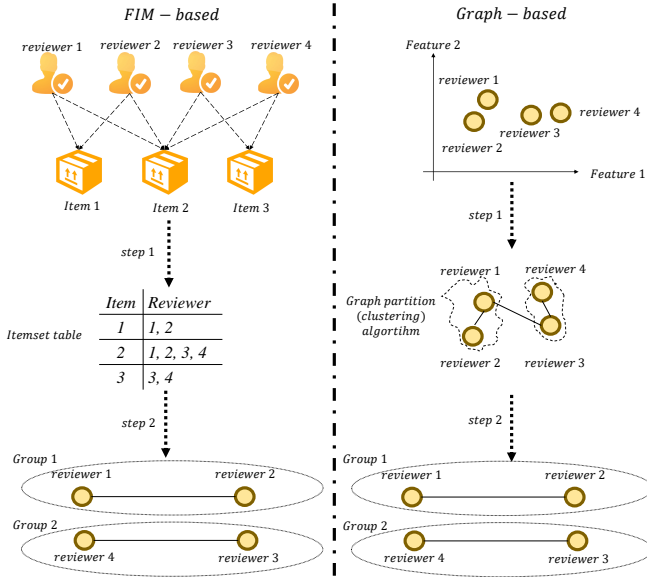 FIM − based
reviewer 1
reviewer 2
reviewer 3
reviewer 4
Item 1
Item 2
Item 3
step 1
Itemset table
Item Reviewer
1 1, 2
2 1, 2, 3, 4
3 3, 4
step 2
Group 1
reviewer 1
reviewer 2
Group 2
reviewer 4
reviewer 3
Graph − based
Feature 2
reviewer 1
reviewer 4
reviewer 3
reviewer 2
Feature 1
step 1
reviewer 1
reviewer 4
Graph partition
(clustering)
algortihm
reviewer 2
reviewer 3
step 2
Group 1
reviewer 1
reviewer 2
Group 2
reviewer 4
reviewer 3